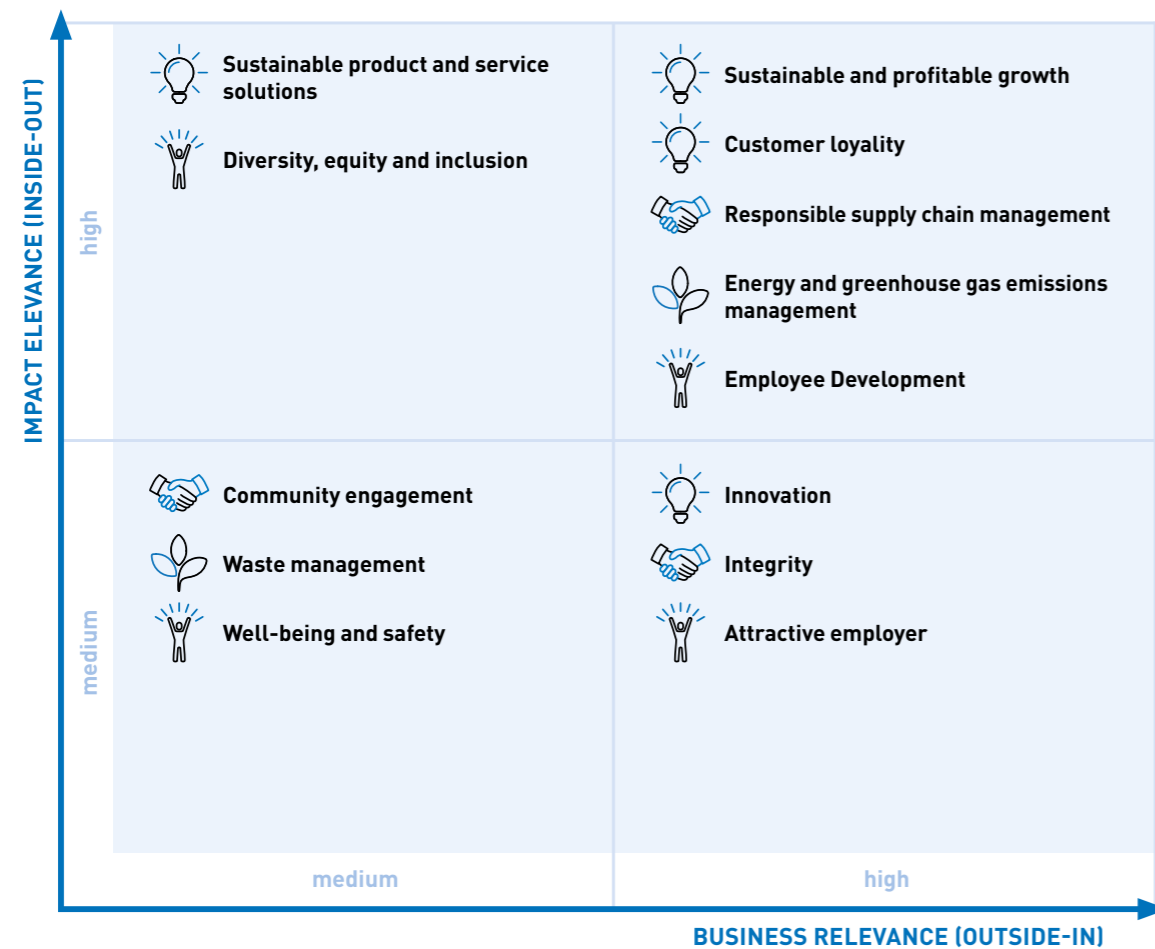 IMPACT ELEVANCE (INSIDE-OUT)
high
Sustainable product and service
solutions
Diversity, equity and inclusion
Sustainable and profitable growth
Customer loyality
Responsible supply chain management
Energy and greenhouse gas emissions
management
Employee Development
medium
Community engagement
Waste management
Well-being and safety
Innovation
Integrity
Attractive employer
medium
high
BUSINESS RELEVANCE (OUTSIDE-IN)